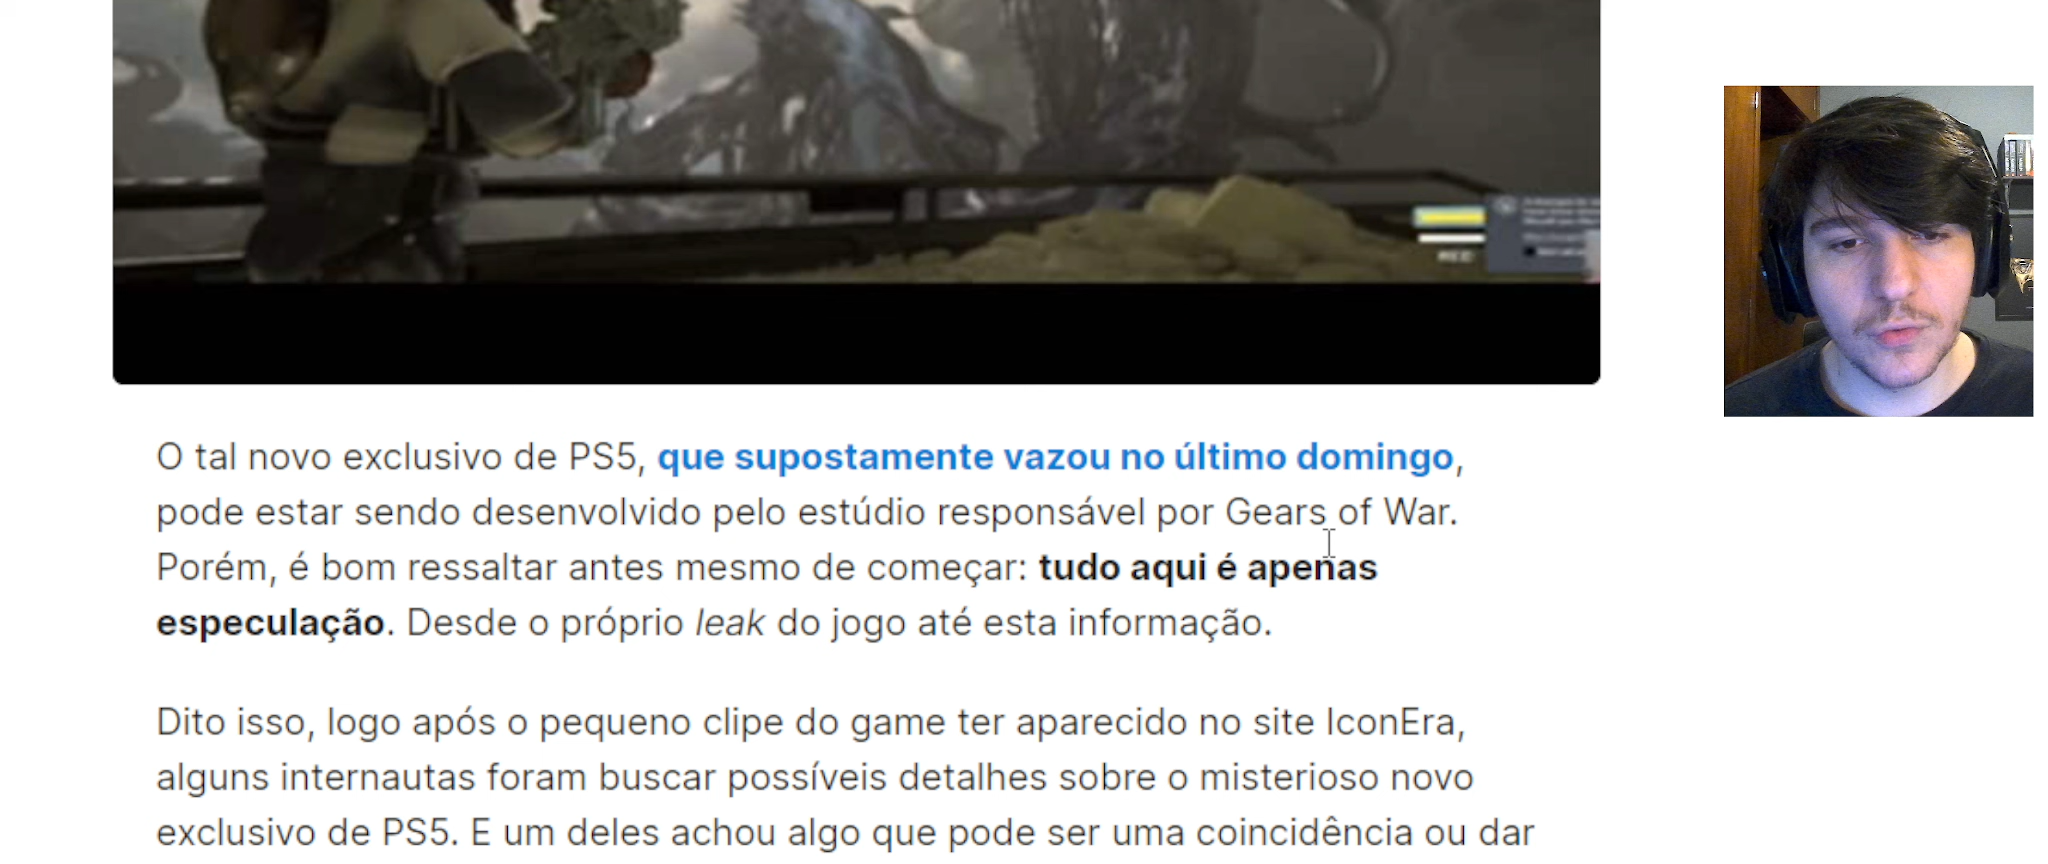 O tal novo exclusivo de PS5, que supostamente vazou no último domingo,
pode estar sendo desenvolvido pelo estúdio responsável por Gears of War.
Porém, é bom ressaltar antes mesmo de começar: tudo aqui é apenas
especulação. Desde o próprio leak do jogo até esta informação.
Dito isso, logo após o pequeno clipe do game ter aparecido no site IconEra,
alguns internautas foram buscar possíveis detalhes sobre o misterioso novo
exclusivo de PS5. E um deles achou algo que pode ser uma coincidência ou dar